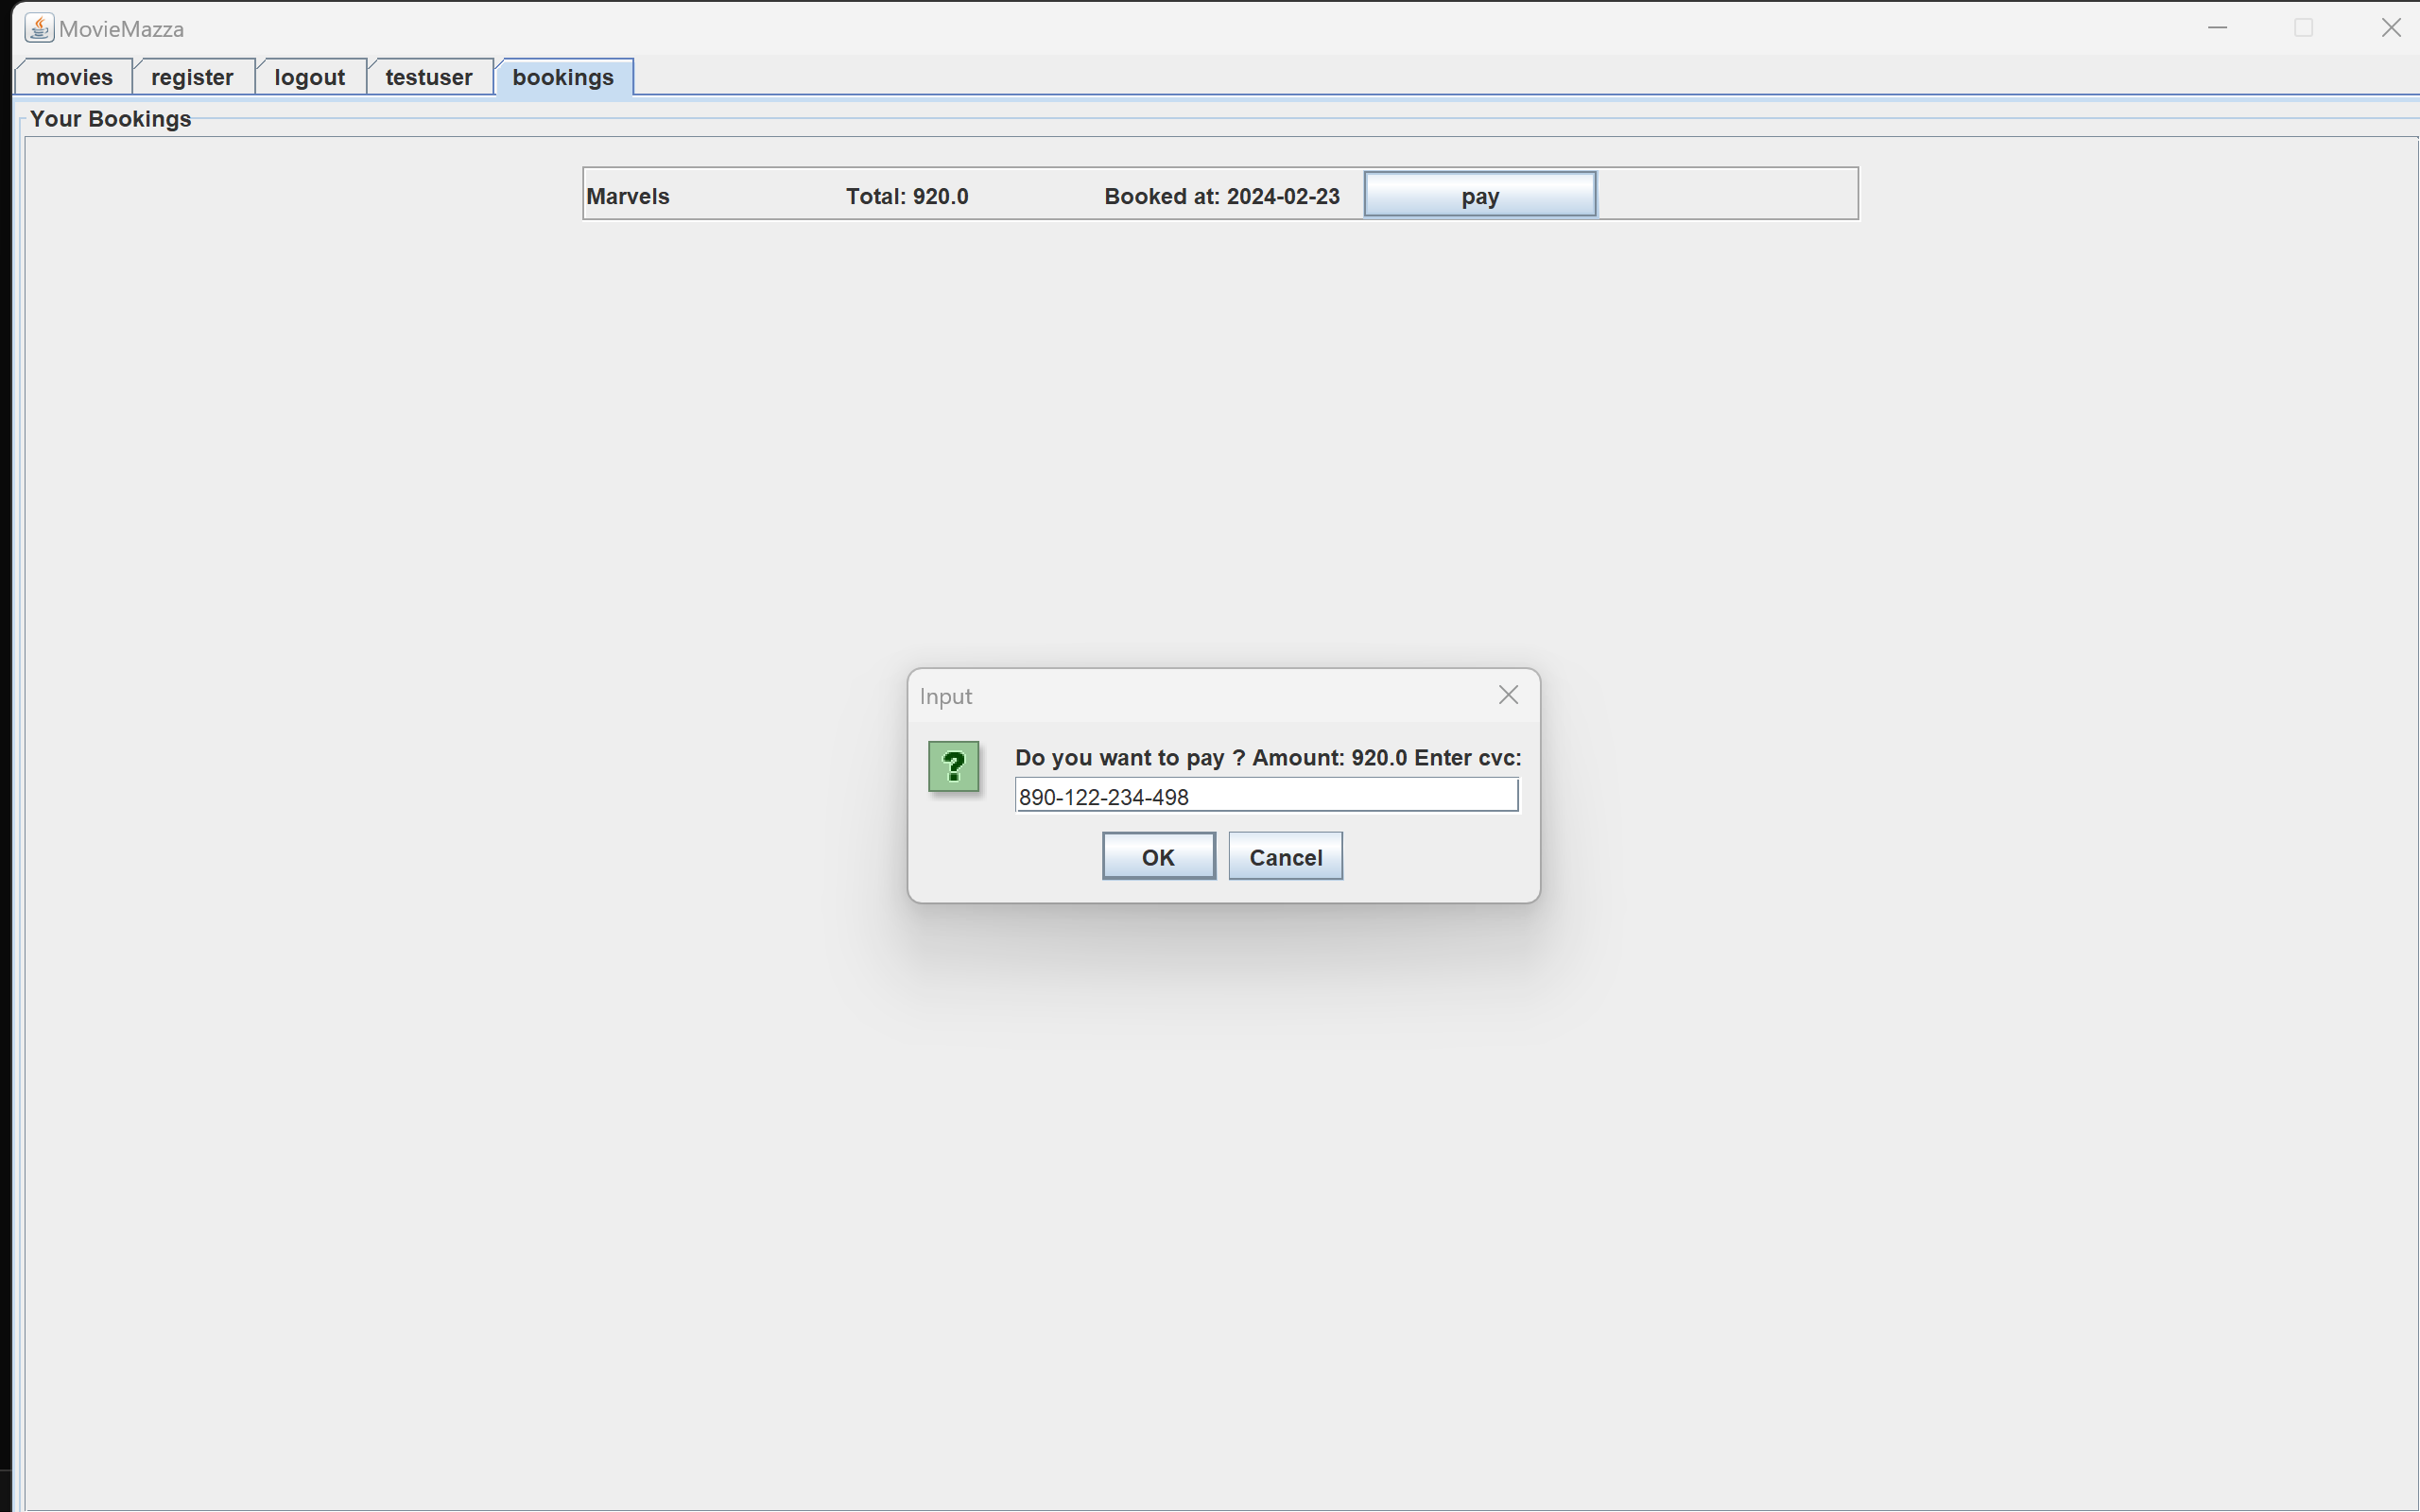 MovieMazza
movies register logout testuser bookings
Your Bookings
Marvels Total: 920.0 Booked at: 2024-02-23 pay
Input
? Do you want to pay ? Amount: 920.0 Enter cvc:
890-122-234-498
OK Cancel